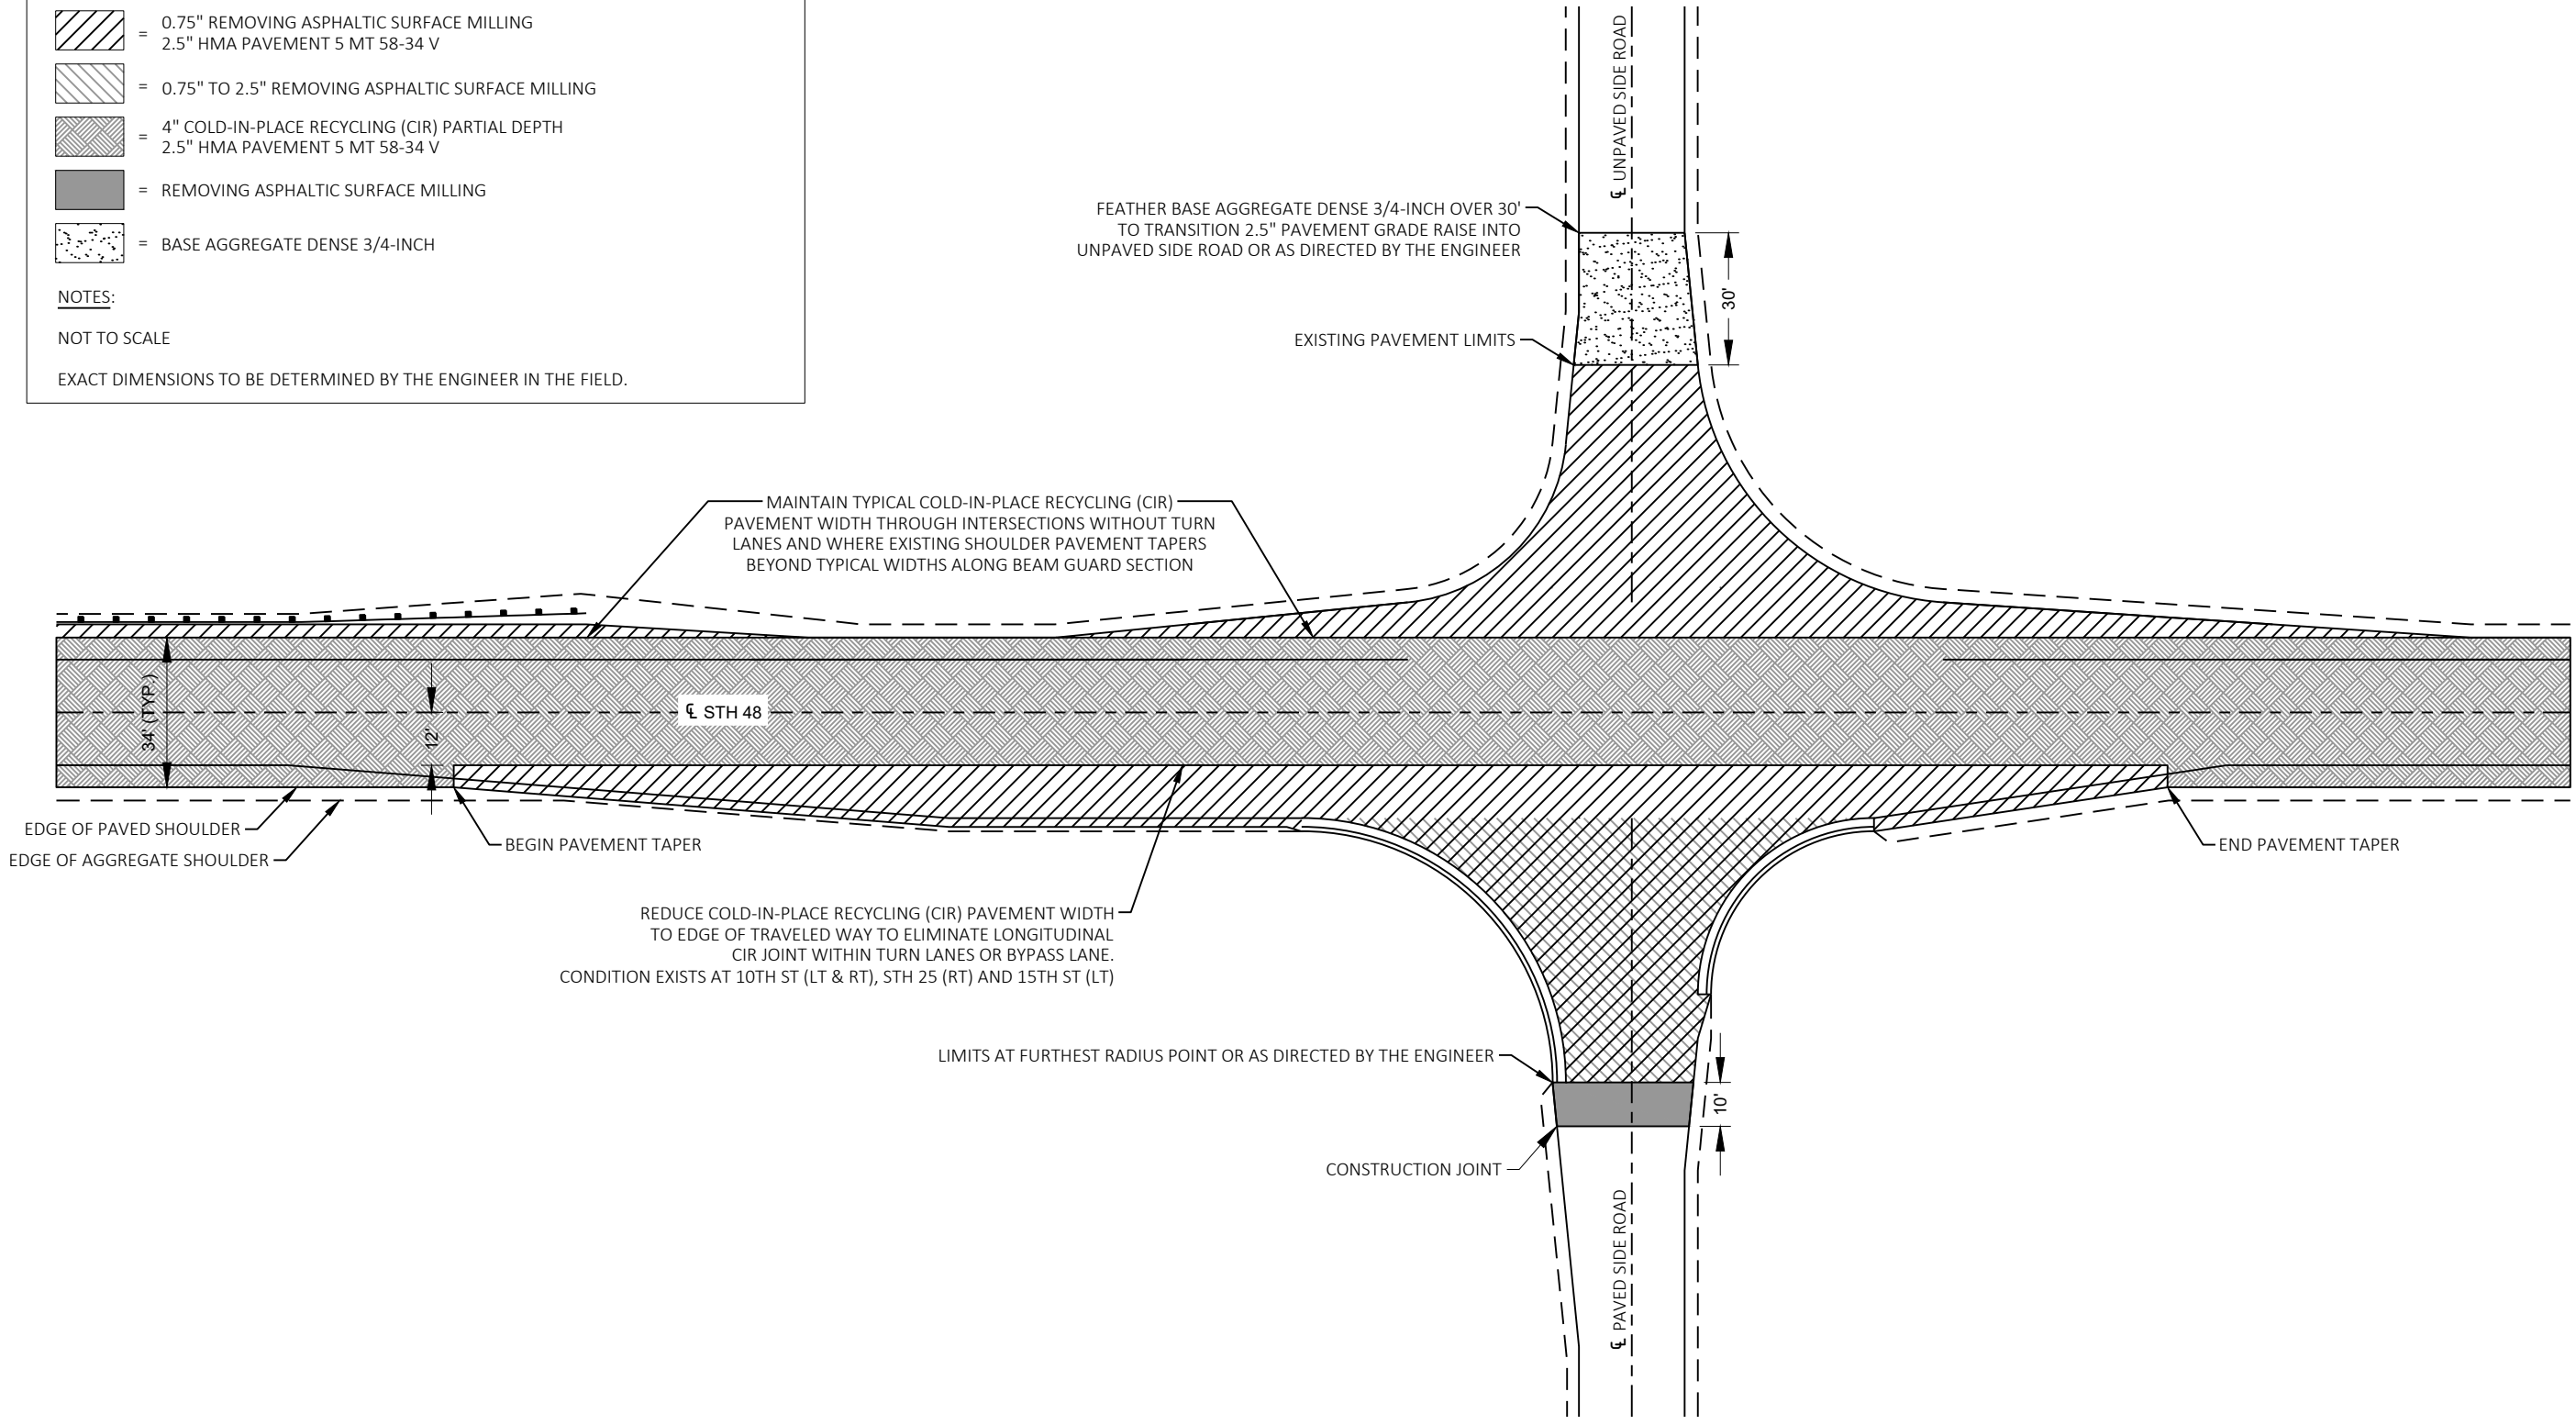 = 0.75" REMOVING ASPHALTIC SURFACE MILLING
2.5" HMA PAVEMENT 5 MT 58-34 V
= 0.75" TO 2.5" REMOVING ASPHALTIC SURFACE MILLING
= 4" COLD-IN-PLACE RECYCLING (CIR) PARTIAL DEPTH
2.5" HMA PAVEMENT 5 MT 58-34 V
= REMOVING ASPHALTIC SURFACE MILLING
= BASE AGGREGATE DENSE 3/4-INCH
NOTES:
NOT TO SCALE
EXACT DIMENSIONS TO BE DETERMINED BY THE ENGINEER IN THE FIELD.
℄ UNPAVED SIDE ROAD
FEATHER BASE AGGREGATE DENSE 3/4-INCH OVER 30'
TO TRANSITION 2.5" PAVEMENT GRADE RAISE INTO
UNPAVED SIDE ROAD OR AS DIRECTED BY THE ENGINEER
30'
EXISTING PAVEMENT LIMITS
MAINTAIN TYPICAL COLD-IN-PLACE RECYCLING (CIR)
PAVEMENT WIDTH THROUGH INTERSECTIONS WITHOUT TURN
LANES AND WHERE EXISTING SHOULDER PAVEMENT TAPERS
BEYOND TYPICAL WIDTHS ALONG BEAM GUARD SECTION
34' (TYP.)
12'
℄ STH 48
EDGE OF PAVED SHOULDER
EDGE OF AGGREGATE SHOULDER
BEGIN PAVEMENT TAPER
END PAVEMENT TAPER
REDUCE COLD-IN-PLACE RECYCLING (CIR) PAVEMENT WIDTH
TO EDGE OF TRAVELED WAY TO ELIMINATE LONGITUDINAL
CIR JOINT WITHIN TURN LANES OR BYPASS LANE.
CONDITION EXISTS AT 10TH ST (LT & RT), STH 25 (RT) AND 15TH ST (LT)
LIMITS AT FURTHEST RADIUS POINT OR AS DIRECTED BY THE ENGINEER
10'
CONSTRUCTION JOINT
℄ PAVED SIDE ROAD